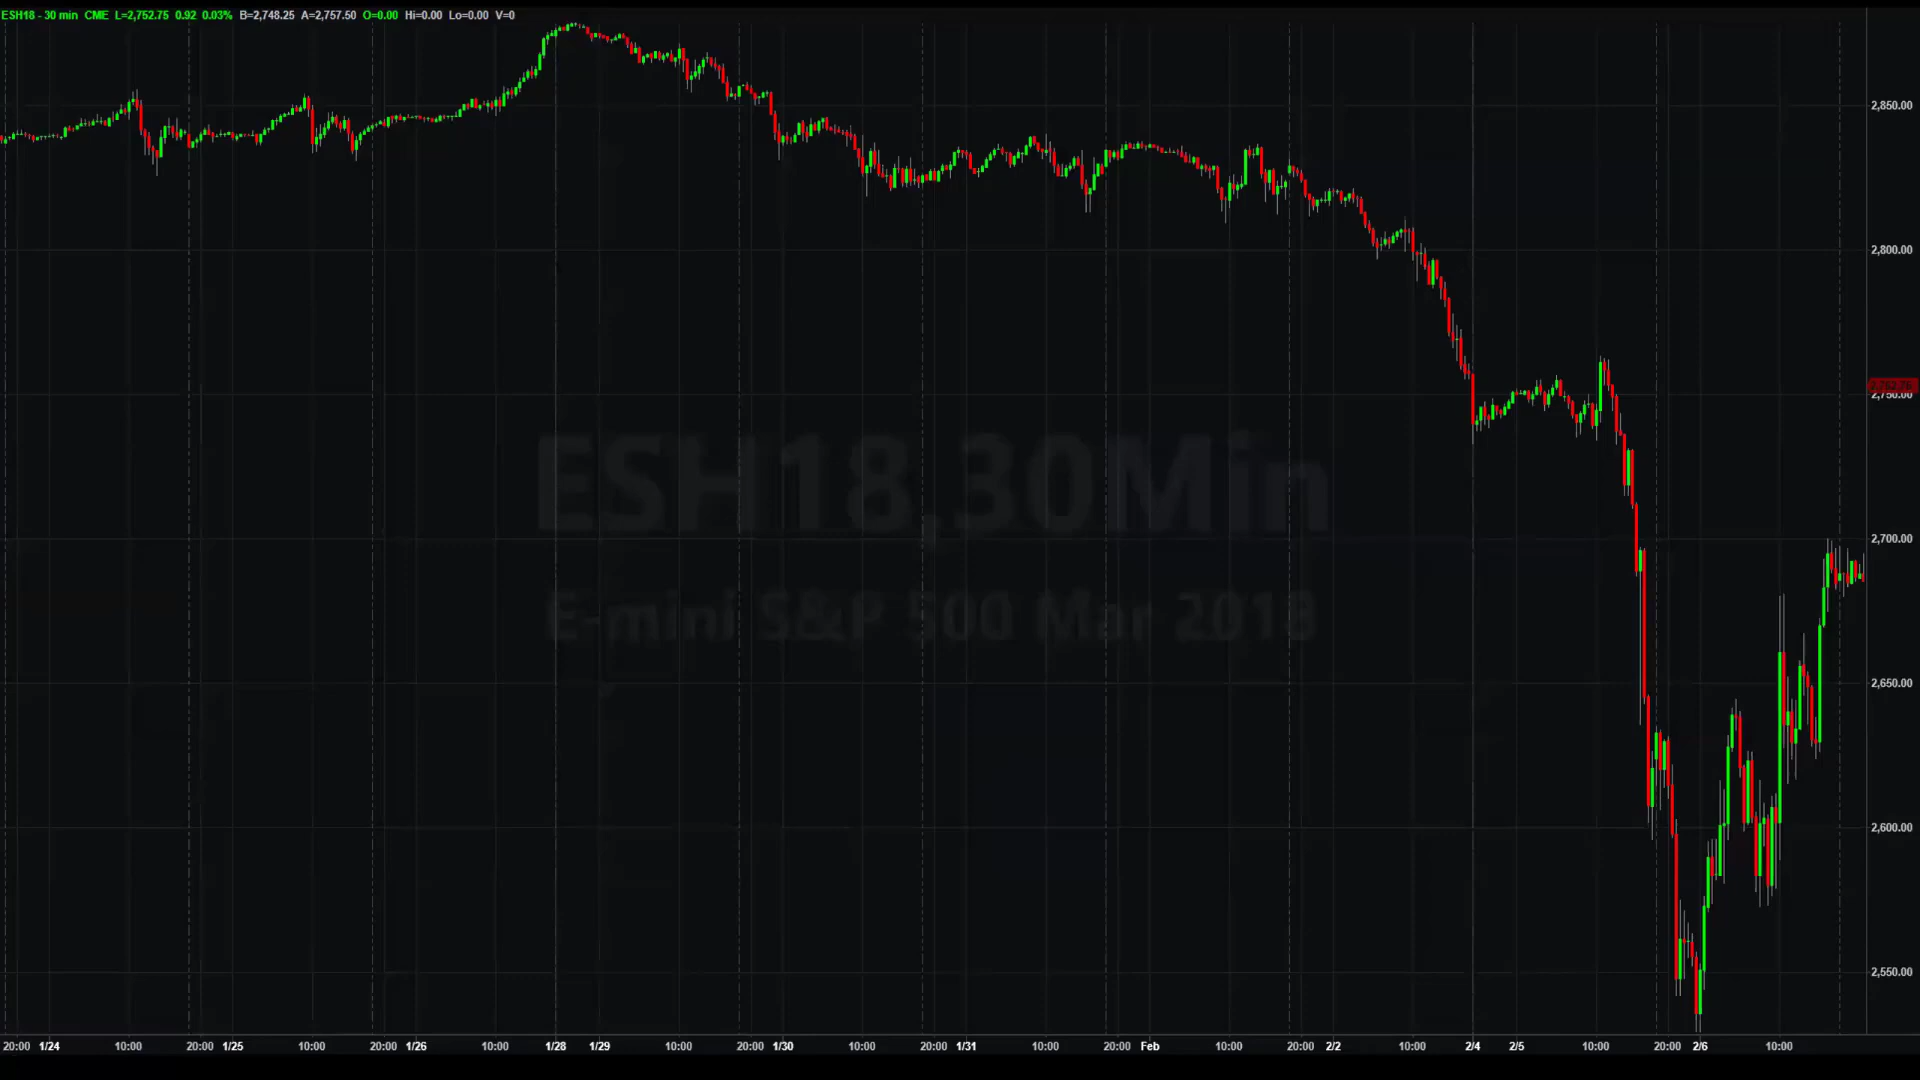 ESH18 - 30 min CME L=2,752.75 0.92 0.03% B=2,748.25 A=2,757.50 O=0.00 Hi=0.00 Lo=0.00 V=0
2,850.00
2,800.00
2,752.75
2,750.00
ESH18,30Min
2,700.00
E-mini S&P 500 Mar 2018
2,650.00
2,600.00
2,550.00
20:00 1/24 10:00 20:00 1/25 10:00 20:00 1/26 10:00 1/28 1/29 10:00 20:00 1/30 10:00 20:00 1/31 10:00 20:00 Feb 10:00 20:00 2/2 10:00 2/4 2/5 10:00 20:00 2/6 10:00